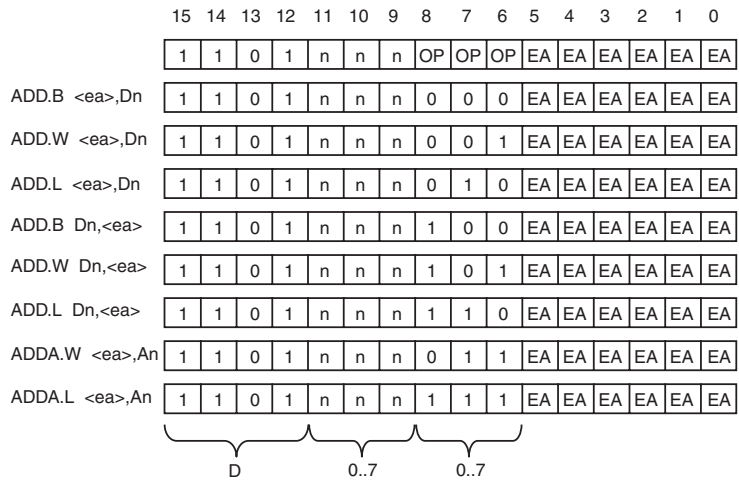 15 14 13 12 11 10 9 8 7 6 5 4 3 2 1 0
1 1 0 1 n n n OP OP OP EA EA EA EA EA EA
ADD.B <ea>,Dn 1 1 0 1 n n n 0 0 0 EA EA EA EA EA EA
ADD.W <ea>,Dn 1 1 0 1 n n n 0 0 1 EA EA EA EA EA EA
ADD.L <ea>,Dn 1 1 0 1 n n n 0 1 0 EA EA EA EA EA EA
ADD.B Dn,<ea> 1 1 0 1 n n n 1 0 0 EA EA EA EA EA EA
ADD.W Dn,<ea> 1 1 0 1 n n n 1 0 1 EA EA EA EA EA EA
ADD.L Dn,<ea> 1 1 0 1 n n n 1 1 0 EA EA EA EA EA EA
ADDA.W <ea>,An 1 1 0 1 n n n 0 1 1 EA EA EA EA EA EA
ADDA.L <ea>,An 1 1 0 1 n n n 1 1 1 EA EA EA EA EA EA
D 0..7 0..7